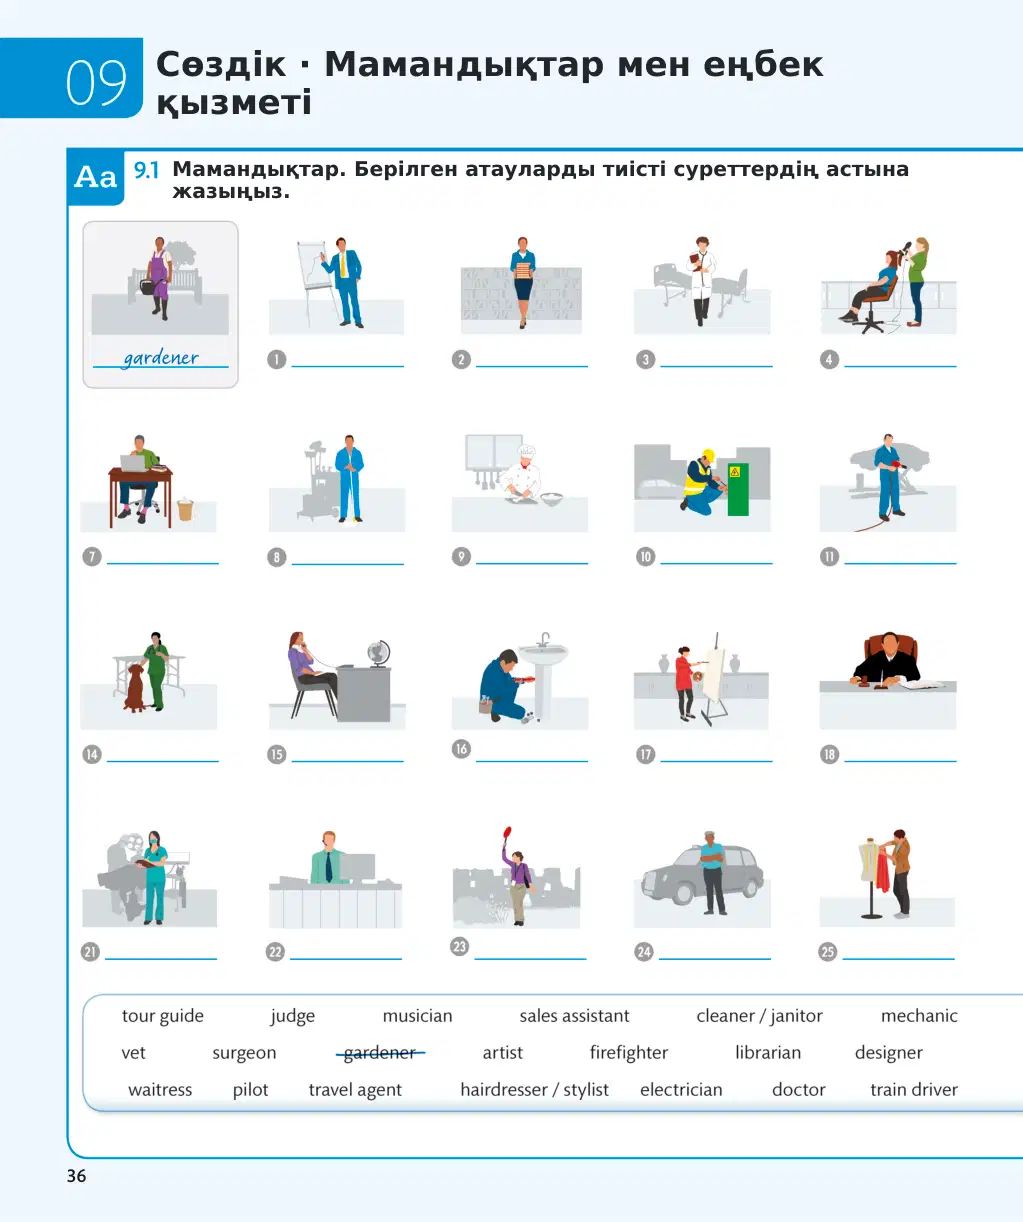 09
Сөздік · Мамандықтар мен еңбек
қызметі
Aa
9.1 Мамандықтар. Берілген атауларды тиісті суреттердің астына
жазыңыз.
gardener
1
2
3
4
7
8
9
10
11
14
15
16
17
18
21
22
23
24
25
tour guide judge musician sales assistant cleaner / janitor mechanic
vet surgeon gardener artist firefighter librarian designer
waitress pilot travel agent hairdresser / stylist electrician doctor train driver
36